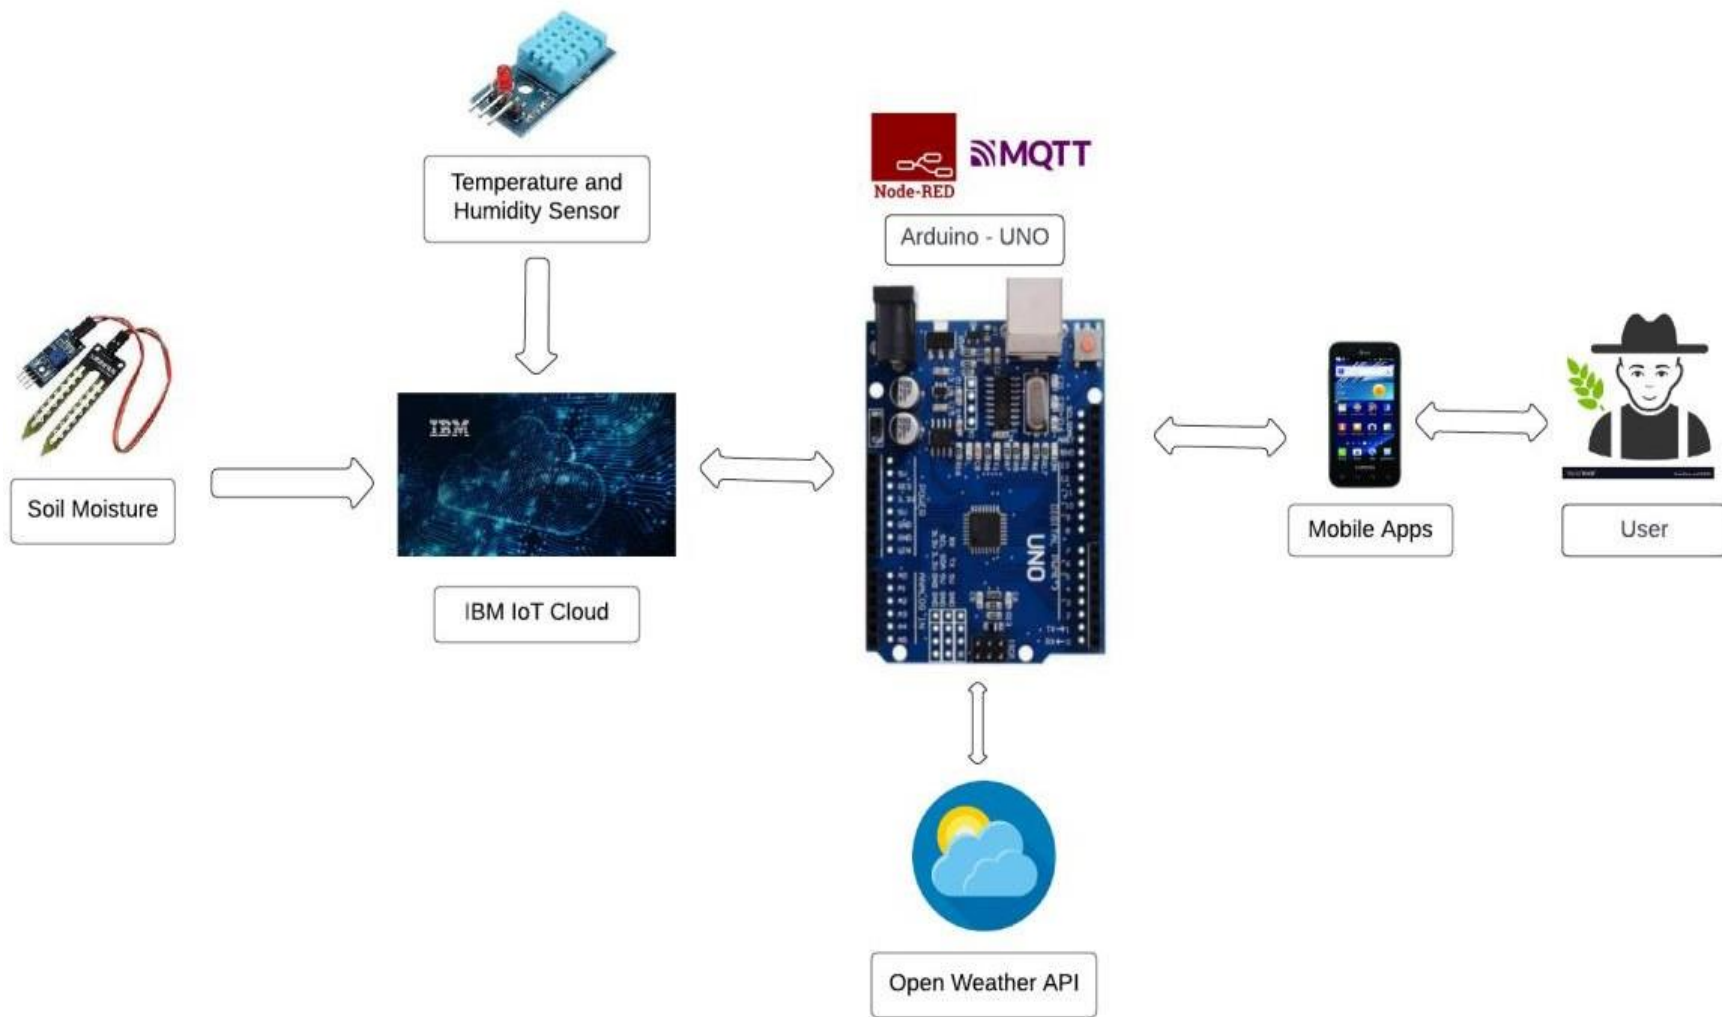 Temperature and
Humidity Sensor
Node-RED
MQTT
Arduino - UNO
IBM
Soil Moisture
IBM IoT Cloud
UNO
Mobile Apps
User
Open Weather API